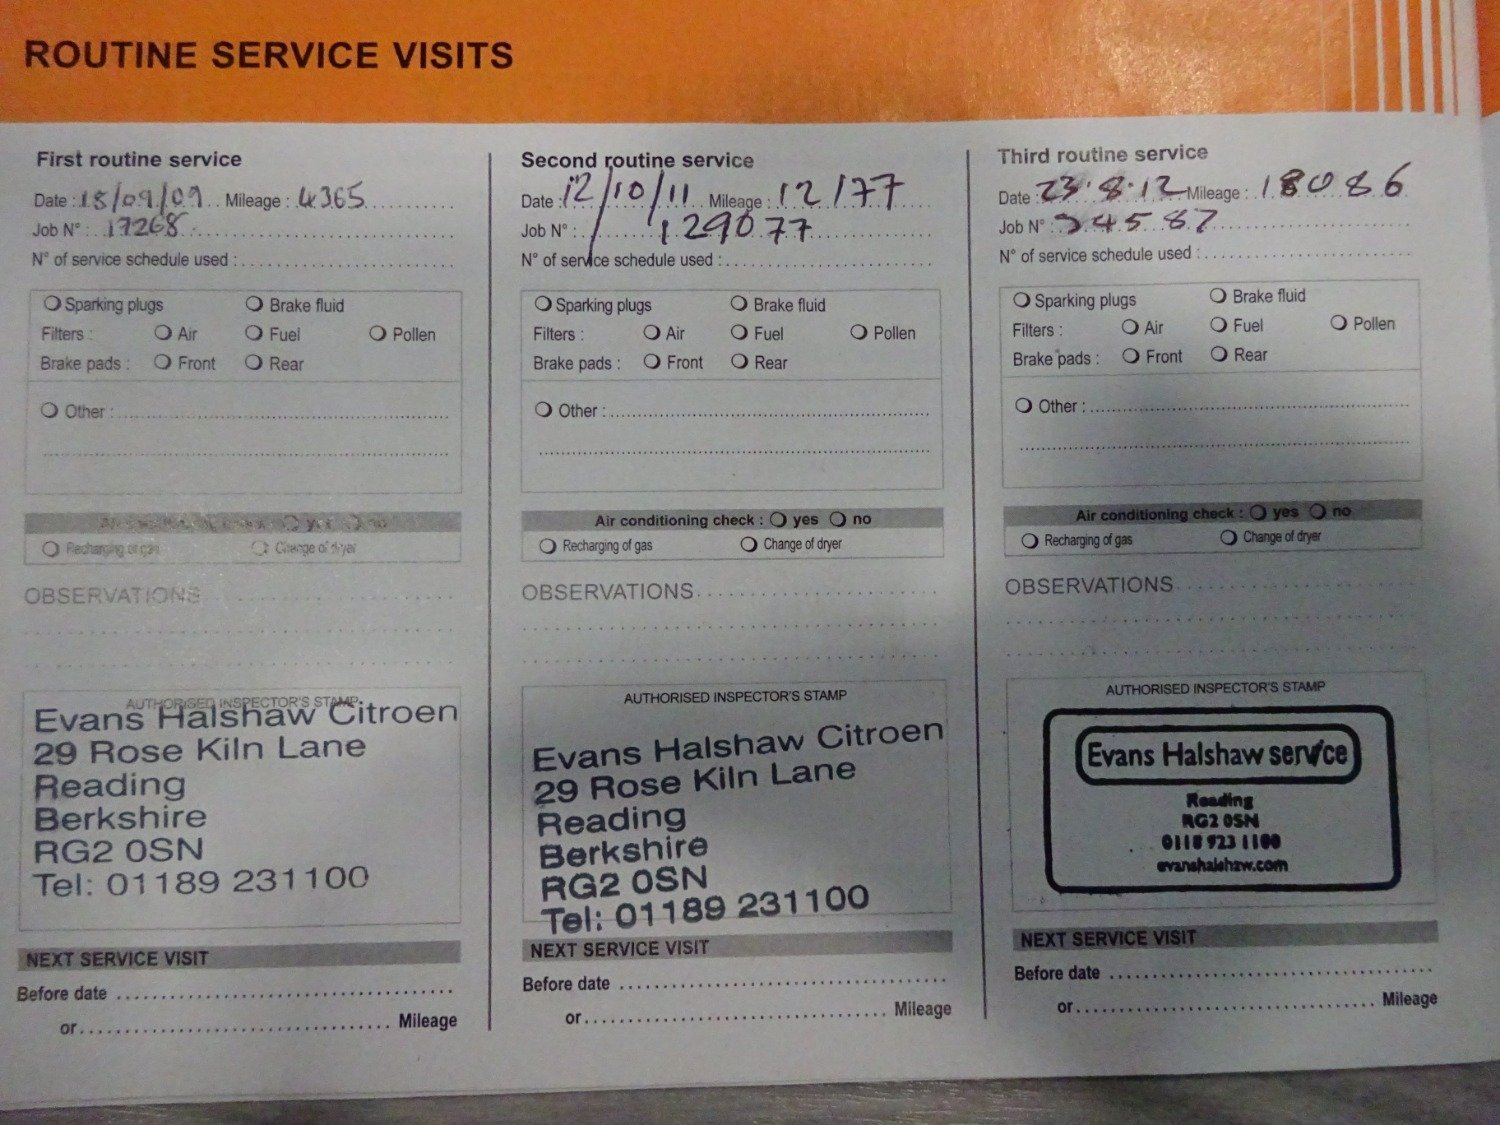 ROUTINE SERVICE VISITS
First routine service
Date : 18/09/09 Mileage : 4365
Job N° : 17268
N° of service schedule used :
Sparking plugs Brake fluid
Filters : Air Fuel Pollen
Brake pads : Front Rear
Other :
Air conditioning check : yes no
Recharging of gas Change of dryer
OBSERVATIONS
AUTHORISED INSPECTOR'S STAMP
Evans Halshaw Citroen
29 Rose Kiln Lane
Reading
Berkshire
RG2 0SN
Tel: 01189 231100
NEXT SERVICE VISIT
Before date
or Mileage
Second routine service
Date : 12/10/11 Mileage : 12177
Job N° : 129077
N° of service schedule used :
Sparking plugs Brake fluid
Filters : Air Fuel Pollen
Brake pads : Front Rear
Other :
Air conditioning check : yes no
Recharging of gas Change of dryer
OBSERVATIONS
AUTHORISED INSPECTOR'S STAMP
Evans Halshaw Citroen
29 Rose Kiln Lane
Reading
Berkshire
RG2 0SN
Tel: 01189 231100
NEXT SERVICE VISIT
Before date
or Mileage
Third routine service
Date : 23.8.12 Mileage : 18086
Job N° :
N° of service schedule used :
Sparking plugs Brake fluid
Filters : Air Fuel Pollen
Brake pads : Front Rear
Other :
Air conditioning check : yes no
Recharging of gas Change of dryer
OBSERVATIONS
AUTHORISED INSPECTOR'S STAMP
Evans Halshaw service
Reading
RG2 0SN
0118 923 1100
evanshalshaw.com
NEXT SERVICE VISIT
Before date
or Mileage